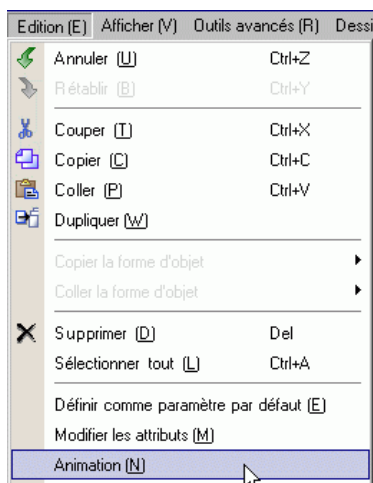 Edition (E) Afficher (V) Outils avancés (R) Dessi
Annuler (U) Ctrl+Z
Rétablir (B) Ctrl+Y
Couper (T) Ctrl+X
Copier (C) Ctrl+C
Coller (P) Ctrl+V
Dupliquer (W)
Copier la forme d'objet
Coller la forme d'objet
Supprimer (D) Del
Sélectionner tout (L) Ctrl+A
Définir comme paramètre par défaut (E)
Modifier les attributs (M)
Animation (N)